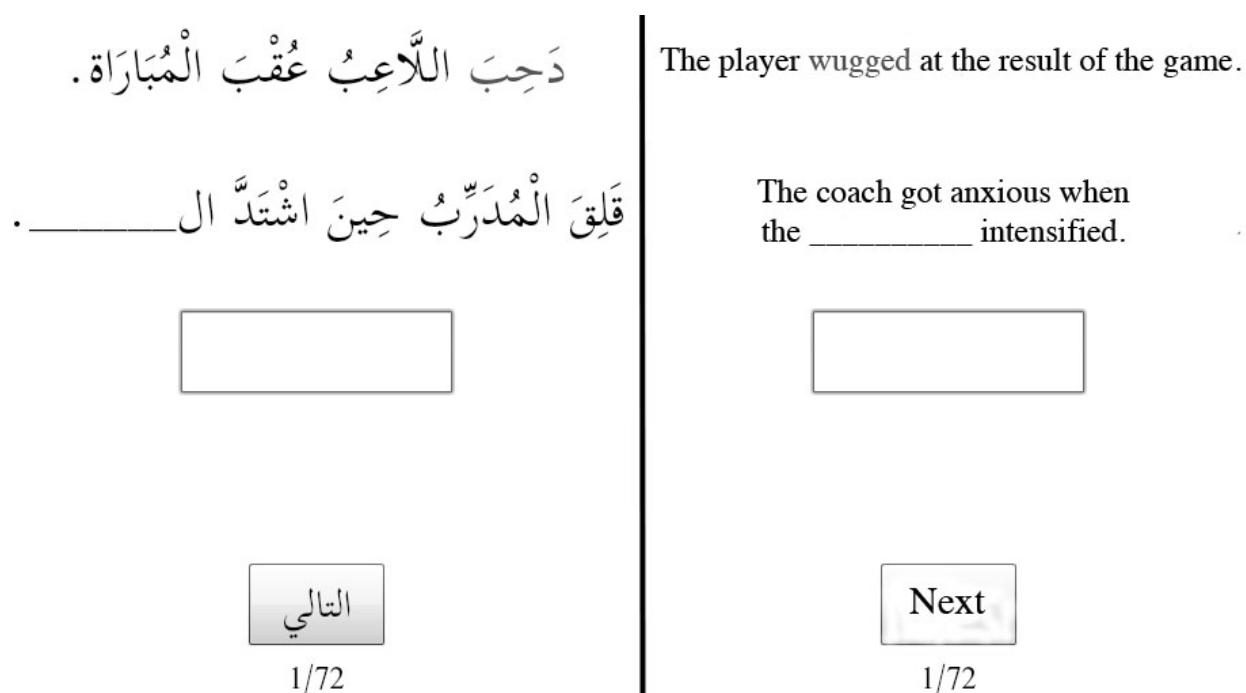 دَحِبَ اللَّاعِبُ عُقْبَ الْمُبَارَاة.
قَلِقَ الْمُدَرِّبُ حِينَ اشْتَدَّ ال_______.
التالي
1/72
The player wugged at the result of the game.
The coach got anxious when
the __________ intensified.
Next
1/72